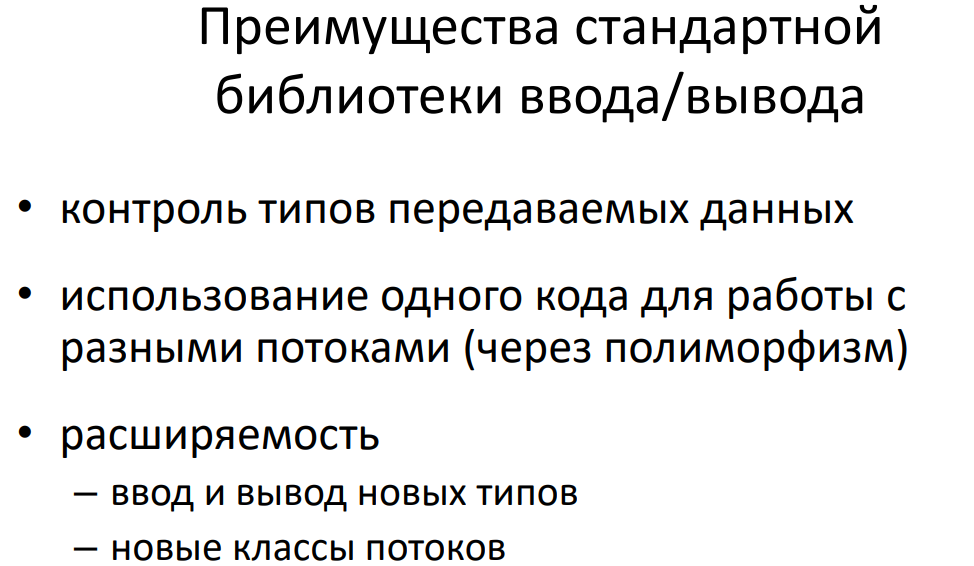 Преимущества стандартной
библиотеки ввода/вывода
• контроль типов передаваемых данных
• использование одного кода для работы с
разными потоками (через полиморфизм)
• расширяемость
– ввод и вывод новых типов
– новые классы потоков